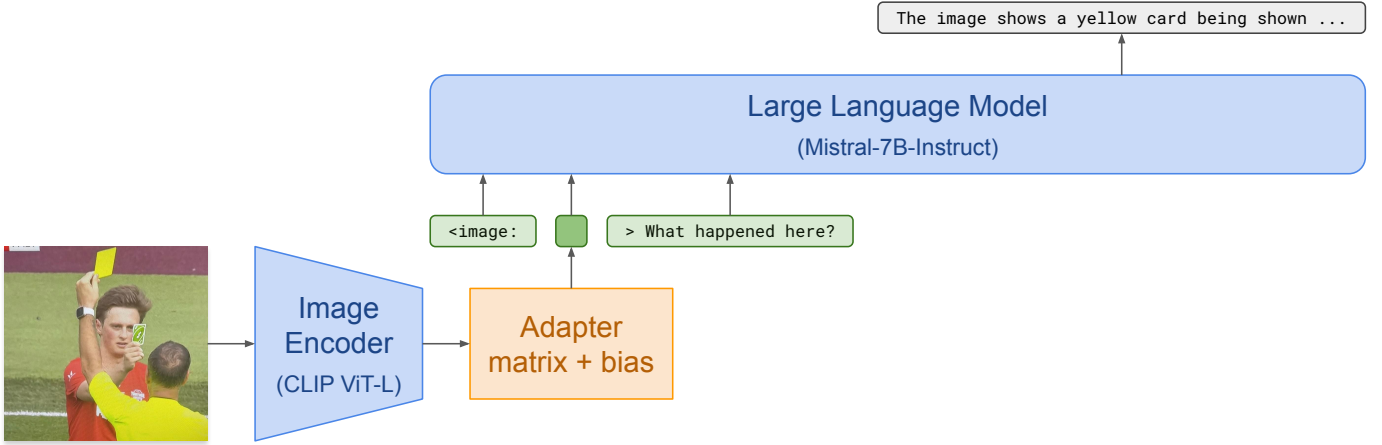 The image shows a yellow card being shown ...
Large Language Model
(Mistral-7B-Instruct)
<image:
> What happened here?
Image
Encoder
(CLIP ViT-L)
Adapter
matrix + bias